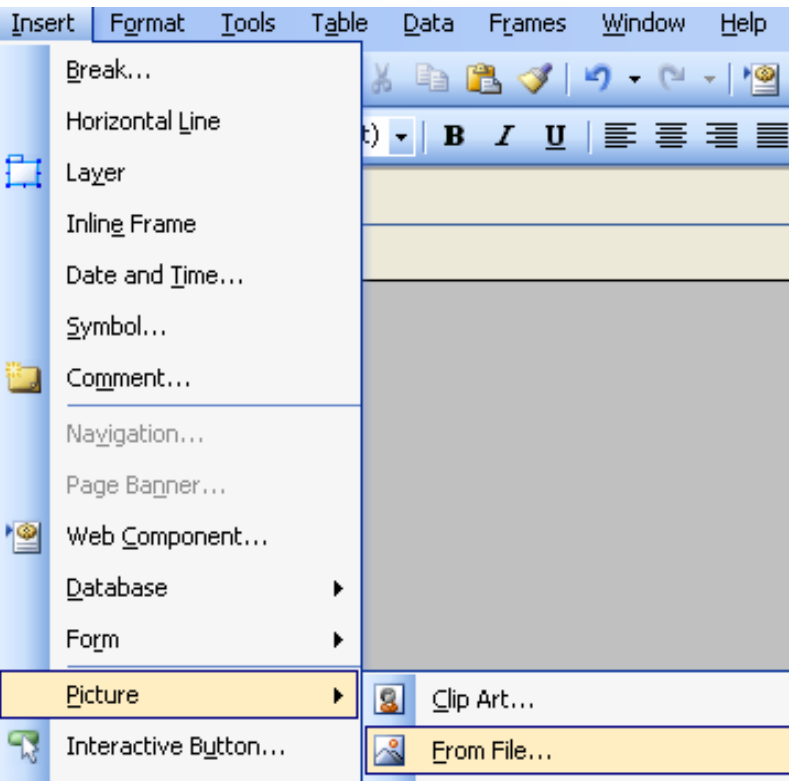 Insert Format Tools Table Data Frames Window Help
Break...
Horizontal Line
t) B I U
Layer
Inline Frame
Date and Time...
Symbol...
Comment...
Navigation...
Page Banner...
Web Component...
Database
Form
Picture
Clip Art...
Interactive Button...
From File...